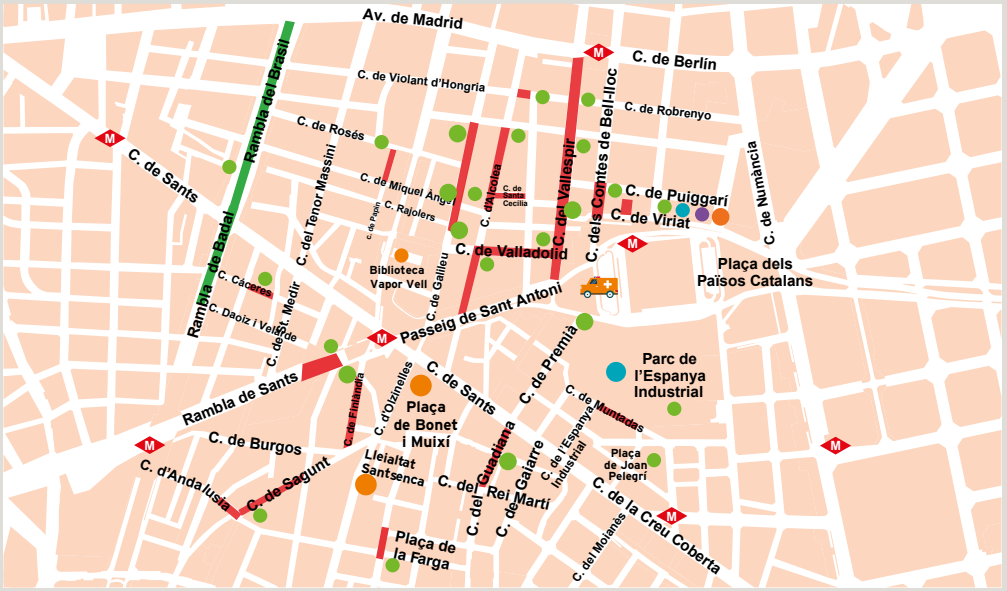 Av. de Madrid
M
C. de Berlín
C. de Violant d'Hongria
C. de Robrenyo
Rambla del Brasil
C. de Rosés
M
C. de Sants
C. del Tenor Massini
C. de Miquel Àngel
C. Rajolers
c. de Papin
C. d'Alcolea
C. de
Santa
Cecília
C. del Vallespir
C. dels Comtes de Bell-lloc
C. de Puiggarí
C. de Viriat
C. de Numància
M
C. de Valladolid
Plaça dels
Països Catalans
Biblioteca
Vapor Vell
C. de Galileu
Rambla de Badal
C. Cáceres
C. Daoiz i Velarde
C. de St. Medir
Passeig de Sant Antoni
M
C. de Premià
Rambla de Sants
C. de Finlàndia
C. d'Olzinelles
C. de Sants
Plaça
de Bonet
i Muixí
Parc de
l'Espanya
Industrial
C. de Muntadas
C. de l'Espanya
Industrial
Plaça
de Joan
Pelegrí
M
M
C. de Burgos
C. d'Andalusia
C. de Sagunt
Lleialtat
Santsenca
C. del Rei Martí
C. del Guadiana
C. de Gaiarre
C. de la Creu Coberta
M
C. del Moianès
Plaça de
la Farga